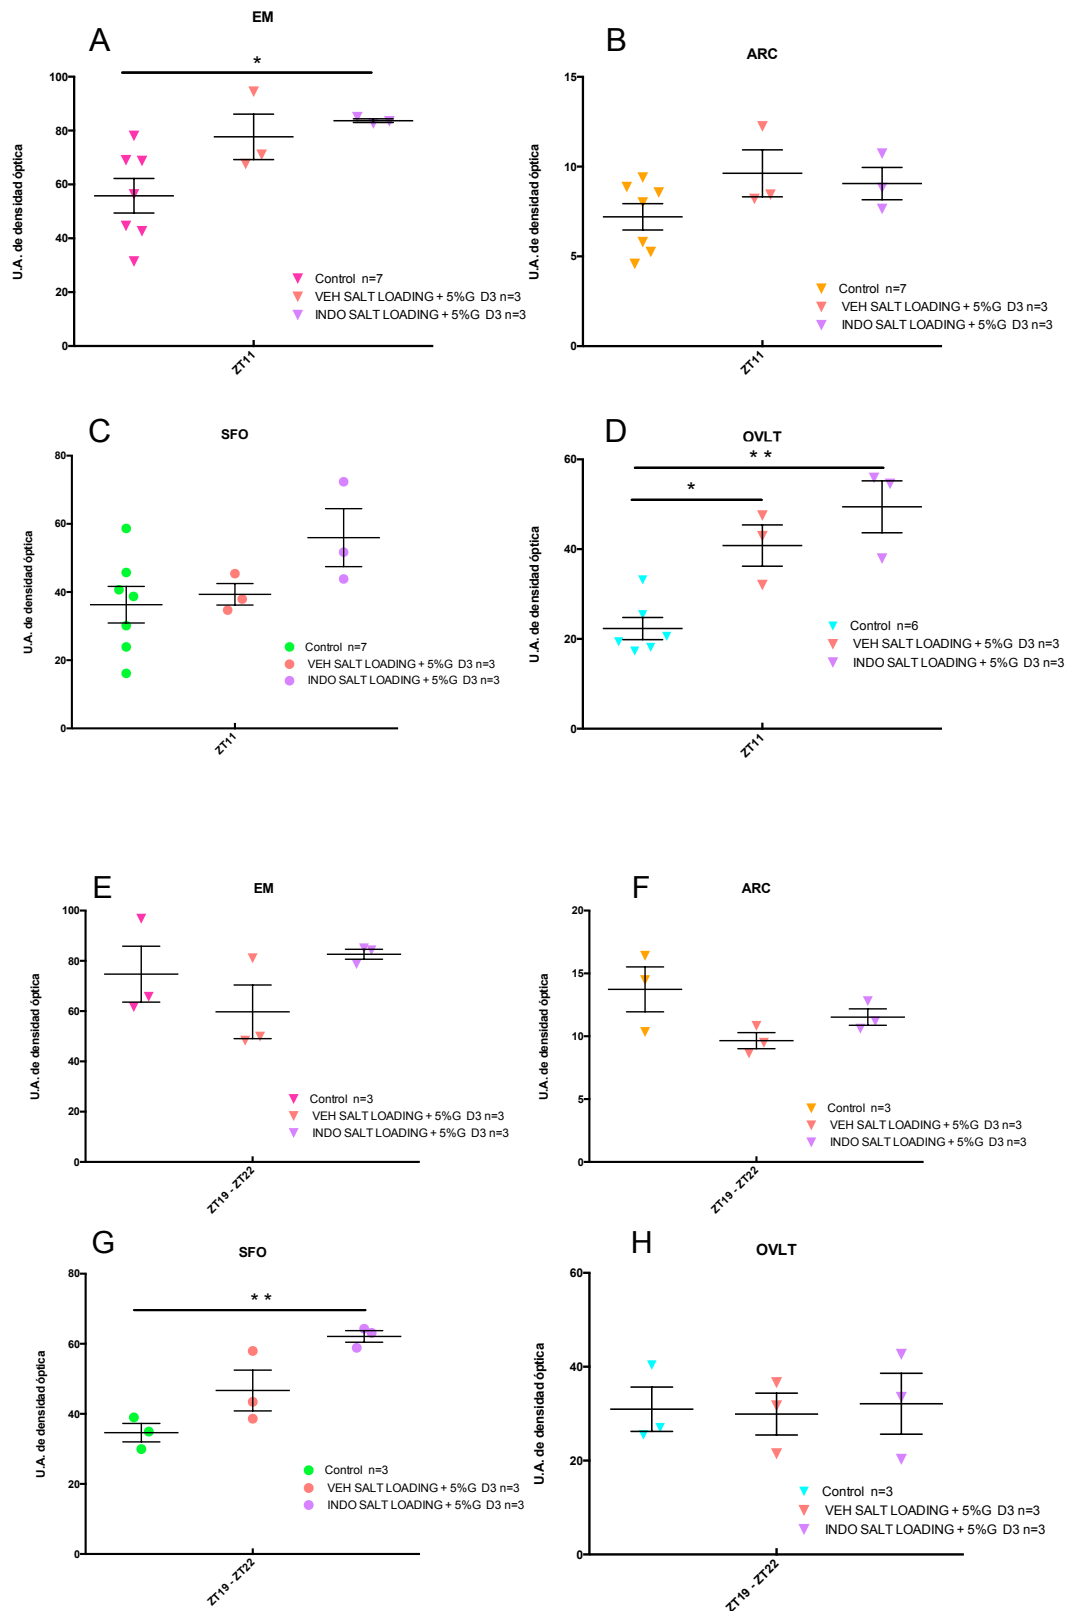 A
EM
*
100
80
60
40
20
0
U.A. de densidad óptica
Control n=7
VEH SALT LOADING + 5%G D3 n=3
INDO SALT LOADING + 5%G D3 n=3
ZT11
B
ARC
15
10
5
0
U.A. de densidad óptica
Control n=7
VEH SALT LOADING + 5%G D3 n=3
INDO SALT LOADING + 5%G D3 n=3
ZT11
C
SFO
80
60
40
20
0
U.A. de densidad óptica
Control n=7
VEH SALT LOADING + 5%G D3 n=3
INDO SALT LOADING + 5%G D3 n=3
ZT11
D
OVLT
* *
*
60
40
20
0
U.A. de densidad óptica
Control n=6
VEH SALT LOADING + 5%G D3 n=3
INDO SALT LOADING + 5%G D3 n=3
ZT11
E
EM
100
80
60
40
20
0
U.A. de densidad óptica
Control n=3
VEH SALT LOADING + 5%G D3 n=3
INDO SALT LOADING + 5%G D3 n=3
ZT19 - ZT22
F
ARC
20
15
10
5
0
U.A. de densidad óptica
Control n=3
VEH SALT LOADING + 5%G D3 n=3
INDO SALT LOADING + 5%G D3 n=3
ZT19 - ZT22
G
SFO
* *
80
60
40
20
0
U.A. de densidad óptica
Control n=3
VEH SALT LOADING + 5%G D3 n=3
INDO SALT LOADING + 5%G D3 n=3
ZT19 - ZT22
H
OVLT
60
40
20
0
U.A. de densidad óptica
Control n=3
VEH SALT LOADING + 5%G D3 n=3
INDO SALT LOADING + 5%G D3 n=3
ZT19 - ZT22